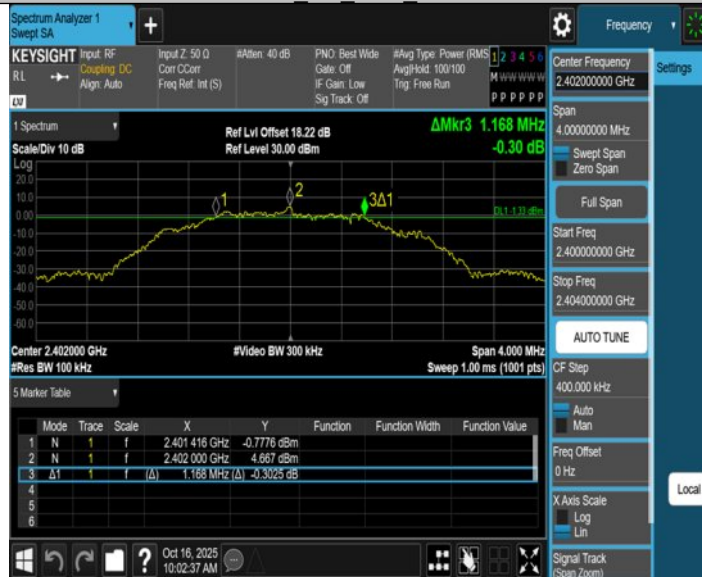 Spectrum Analyzer 1
Swept SA
+
Frequency
KEYSIGHT
RL
LXI
Input: RF
Coupling: DC
Align: Auto
Input Z: 50 Ω
Corr CCorr
Freq Ref: Int (S)
#Atten: 40 dB
PNO: Best Wide
Gate: Off
IF Gain: Low
Sig Track: Off
#Avg Type: Power (RMS
Avg|Hold: 100/100
Trig: Free Run
1 2 3 4 5 6
M W W W W W
P P P P P
1 Spectrum
Scale/Div 10 dB
Ref Lvl Offset 18.22 dB
Ref Level 30.00 dBm
ΔMkr3 1.168 MHz
-0.30 dB
Log
20.0
10.0
0.00
-10.0
-20.0
-30.0
-40.0
-50.0
-60.0
1
2
3Δ1
DL1 -1.33 dBm
Center 2.402000 GHz
#Res BW 100 kHz
#Video BW 300 kHz
Span 4.000 MHz
Sweep 1.00 ms (1001 pts)
5 Marker Table
Mode Trace Scale X Y Function Function Width Function Value
1 N 1 f 2.401 416 GHz -0.7776 dBm
2 N 1 f 2.402 000 GHz 4.667 dBm
3 Δ1 1 f (Δ) 1.168 MHz (Δ) -0.3025 dB
4
5
6
?
Oct 16, 2025
10:02:37 AM
Center Frequency
2.402000000 GHz
Span
4.00000000 MHz
Swept Span
Zero Span
Full Span
Start Freq
2.400000000 GHz
Stop Freq
2.404000000 GHz
AUTO TUNE
CF Step
400.000 kHz
Auto
Man
Freq Offset
0 Hz
X Axis Scale
Log
Lin
Signal Track
(Span Zoom)
Settings
Local